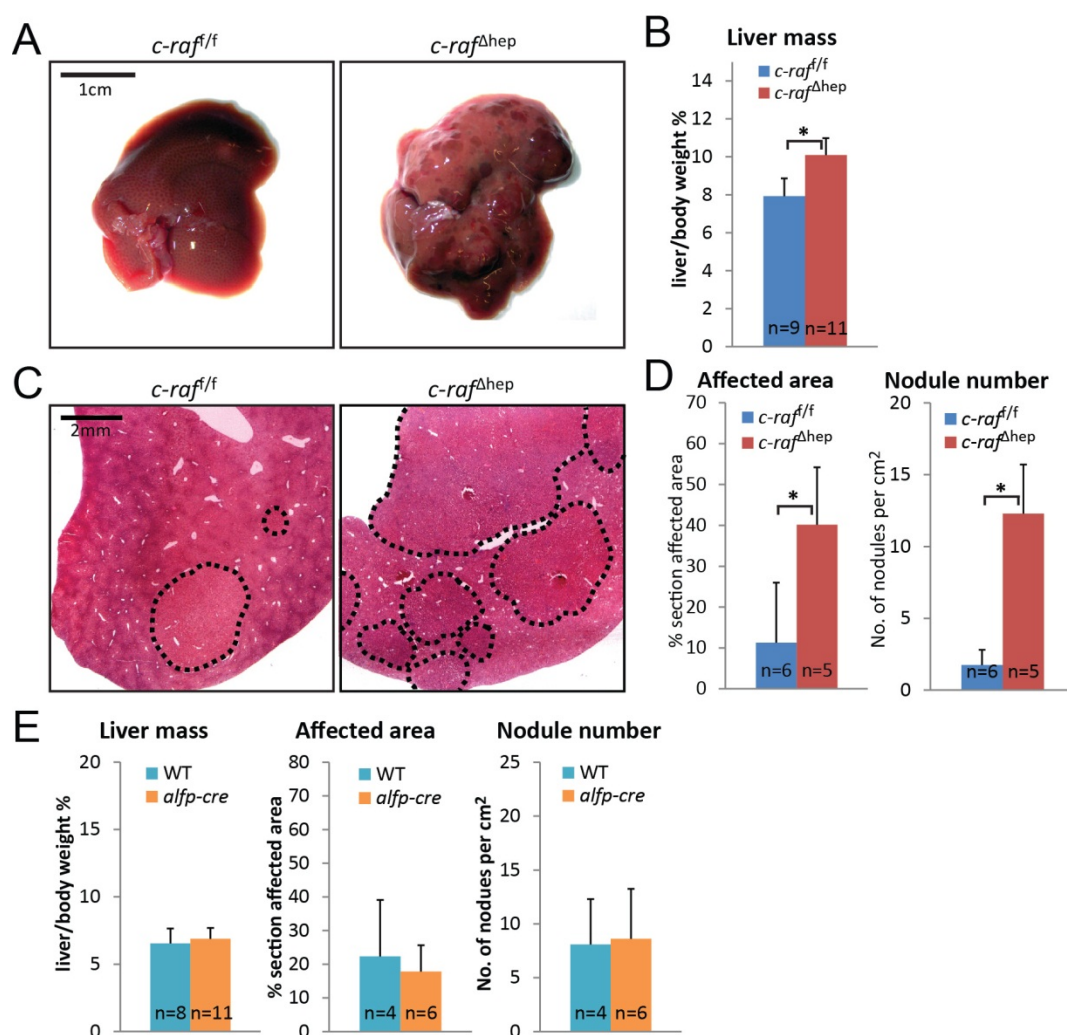 A
c-raf^f/f
c-raf^Δhep
1cm
B
Liver mass
c-raf^f/f
c-raf^Δhep
liver/body weight %
14
12
10
8
6
4
2
0
*
n=9
n=11
C
c-raf^f/f
c-raf^Δhep
2mm
D
Affected area
c-raf^f/f
c-raf^Δhep
% section affected area
70
60
50
40
30
20
10
0
*
n=6
n=5
Nodule number
c-raf^f/f
c-raf^Δhep
No. of nodules per cm²
20
15
10
5
0
*
n=6
n=5
E
Liver mass
WT
alfp-cre
liver/body weight %
20
15
10
5
0
n=8
n=11
Affected area
WT
alfp-cre
% section affected area
80
70
60
50
40
30
20
10
0
n=4
n=6
Nodule number
WT
alfp-cre
No. of nodues per cm²
25
20
15
10
5
0
n=4
n=6